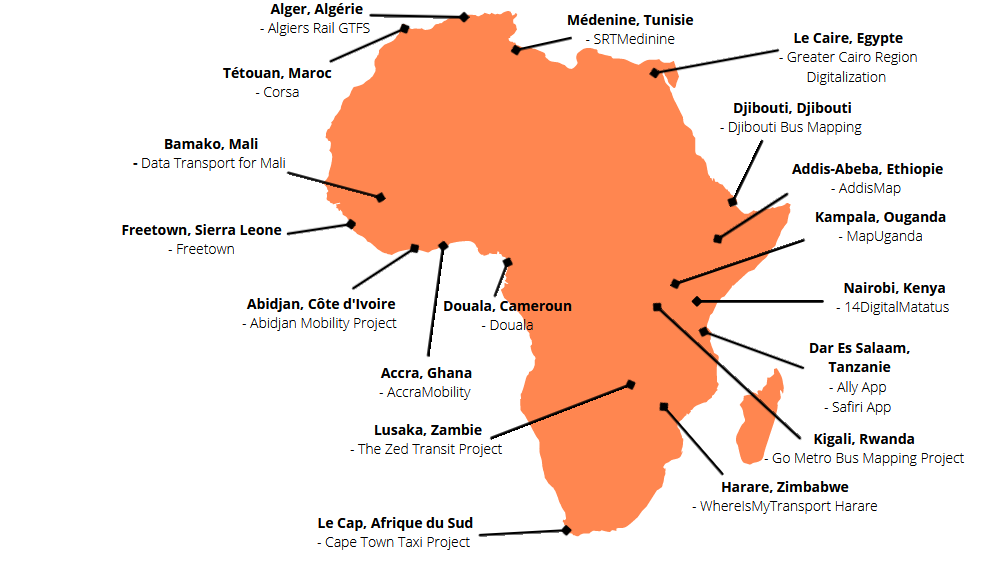 Alger, Algérie
- Algiers Rail GTFS
Médenine, Tunisie
- SRTMedinine
Le Caire, Egypte
- Greater Cairo Region
Digitalization
Tétouan, Maroc
- Corsa
Djibouti, Djibouti
- Djibouti Bus Mapping
Bamako, Mali
- Data Transport for Mali
Addis-Abeba, Ethiopie
- AddisMap
Kampala, Ouganda
- MapUganda
Freetown, Sierra Leone
- Freetown
Nairobi, Kenya
- 14DigitalMatatus
Abidjan, Côte d'Ivoire
- Abidjan Mobility Project
Douala, Cameroun
- Douala
Dar Es Salaam,
Tanzanie
- Ally App
- Safiri App
Accra, Ghana
- AccraMobility
Lusaka, Zambie
- The Zed Transit Project
Kigali, Rwanda
- Go Metro Bus Mapping Project
Harare, Zimbabwe
- WhereIsMyTransport Harare
Le Cap, Afrique du Sud
- Cape Town Taxi Project